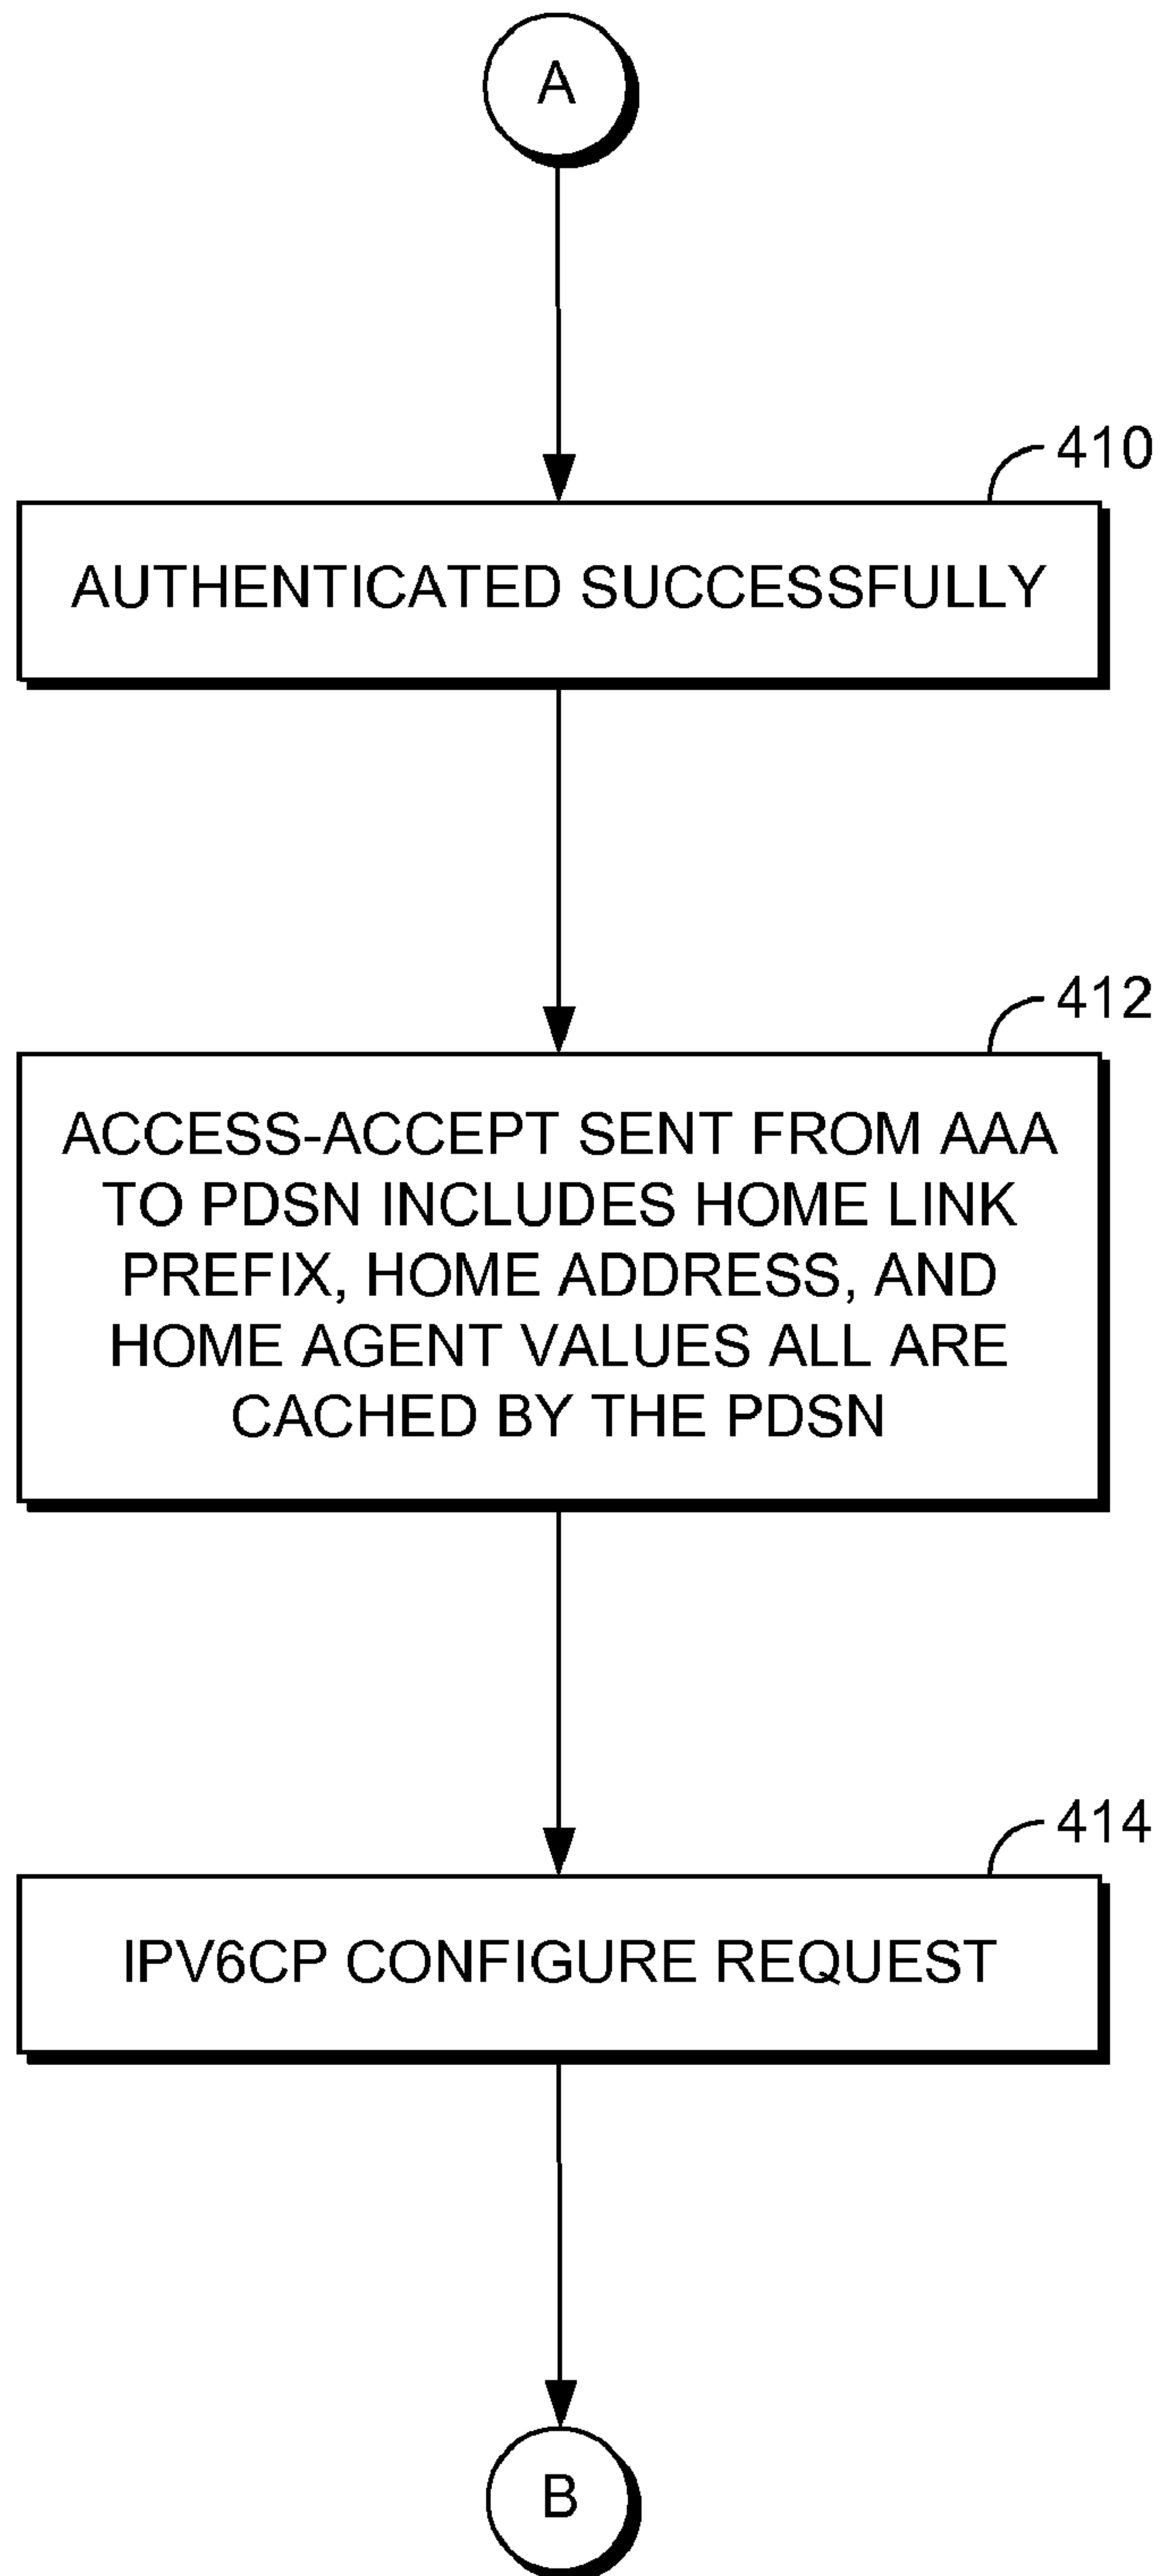 A
410
AUTHENTICATED SUCCESSFULLY
412
ACCESS-ACCEPT SENT FROM AAA
TO PDSN INCLUDES HOME LINK
PREFIX, HOME ADDRESS, AND
HOME AGENT VALUES ALL ARE
CACHED BY THE PDSN
414
IPV6CP CONFIGURE REQUEST
B